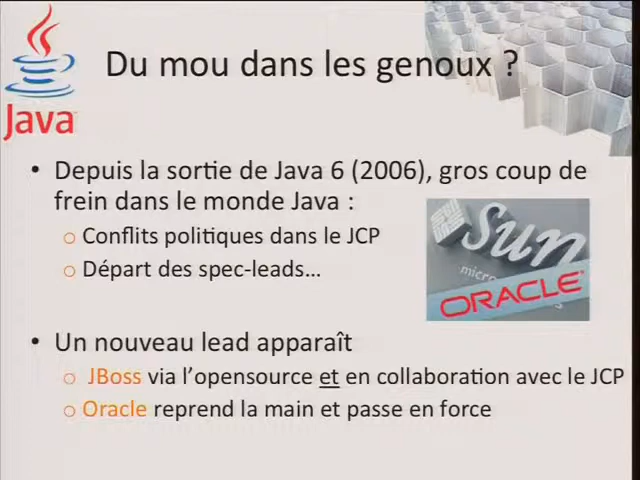 Java
Du mou dans les genoux ?
• Depuis la sortie de Java 6 (2006), gros coup de
frein dans le monde Java :
o Conflits politiques dans le JCP
o Départ des spec-leads…
Sun
micro
ORACLE
• Un nouveau lead apparaît
o JBoss via l’opensource et en collaboration avec le JCP
o Oracle reprend la main et passe en force